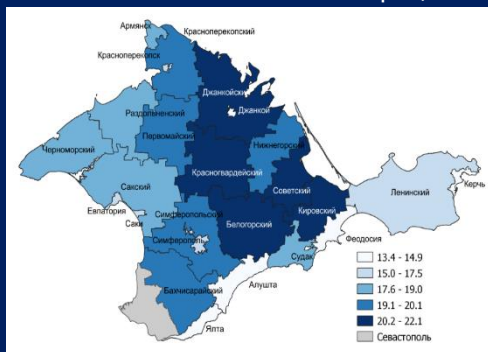 Армянск
Красноперекопский
Красноперекопск
Джанкойский
Джанкой
Раздольненский
Первомайский
Нижнегорский
Черноморский
Красногвардейский
Сакский
Советский
Ленинский
Керчь
Евпатория
Симферопольский
Кировский
Саки
Белогорский
Симферополь
Феодосия
Судак
Бахчисарайский
Алушта
Ялта
13.4 - 14.9
15.0 - 17.5
17.6 - 19.0
19.1 - 20.1
20.2 - 22.1
Севастополь